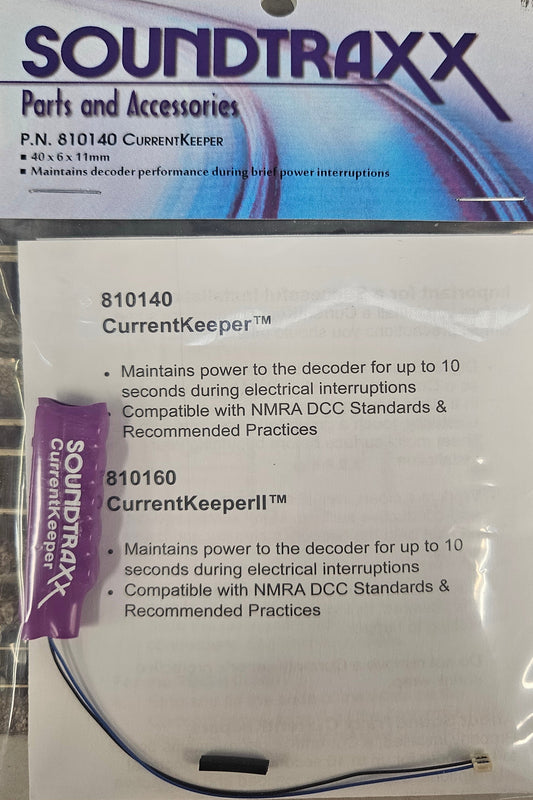 SOUNDTRAXX
Parts and Accessories
P.N. 810140 CURRENTKEEPER
▪ 40 x 6 x 11mm
▪ Maintains decoder performance during brief power interruptions
810140
CurrentKeeper™
• Maintains power to the decoder for up to 10
seconds during electrical interruptions
• Compatible with NMRA DCC Standards &
Recommended Practices
810160
CurrentKeeperII™
• Maintains power to the decoder for up to 10
seconds during electrical interruptions
• Compatible with NMRA DCC Standards &
Recommended Practices
SOUNDTRAXX
CurrentKeeper